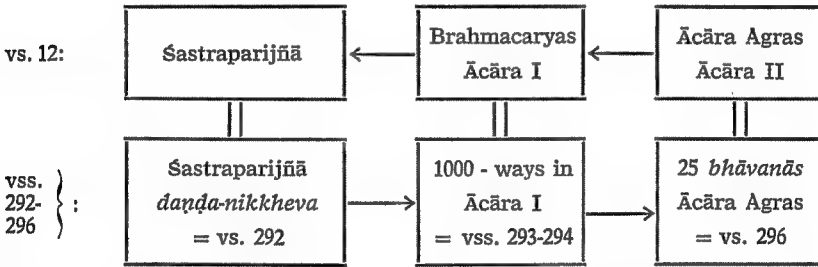 vs. 12:
Śastraparijñā
Brahmacaryas
Ācāra I
Ācāra Agras
Ācāra II
vss.
292-
296 } :
Śastraparijñā
daṇḍa-nikkheva
= vs. 292
1000 - ways in
Ācāra I
= vss. 293-294
25 bhāvanās
Ācāra Agras
= vs. 296